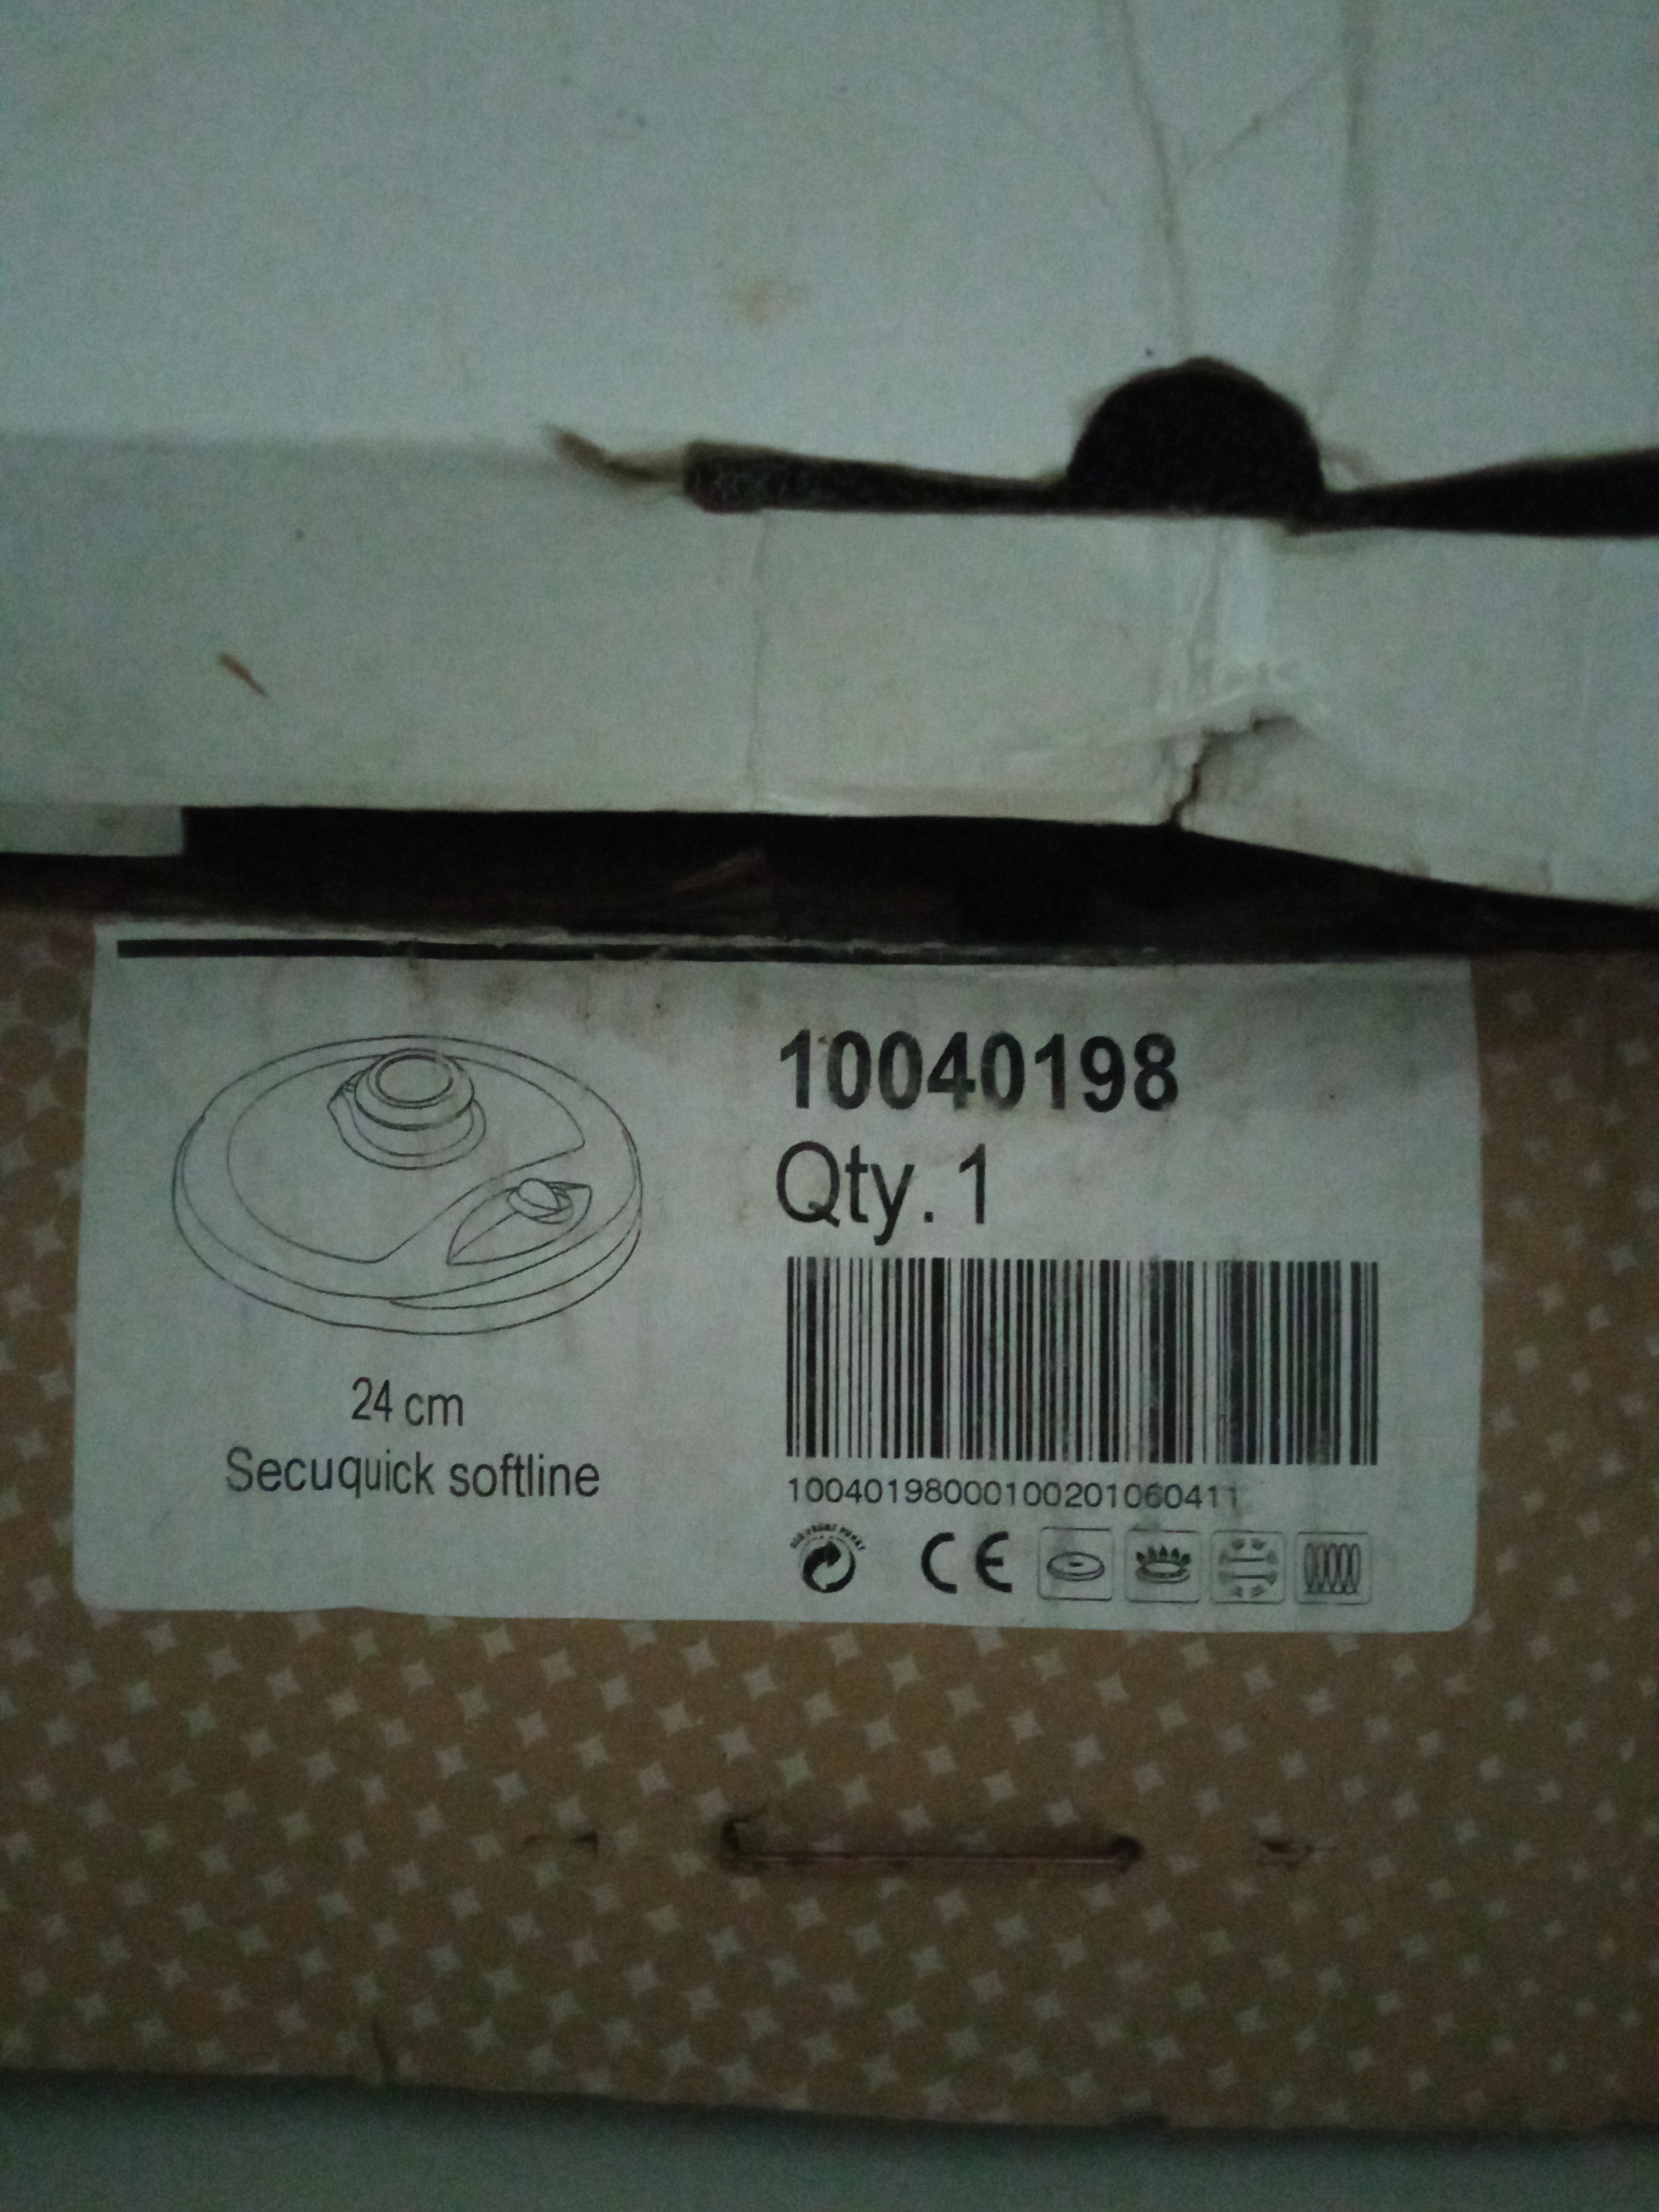 10040198
Qty. 1
24 cm
Secuquick softline
10040198000100201060411
CE